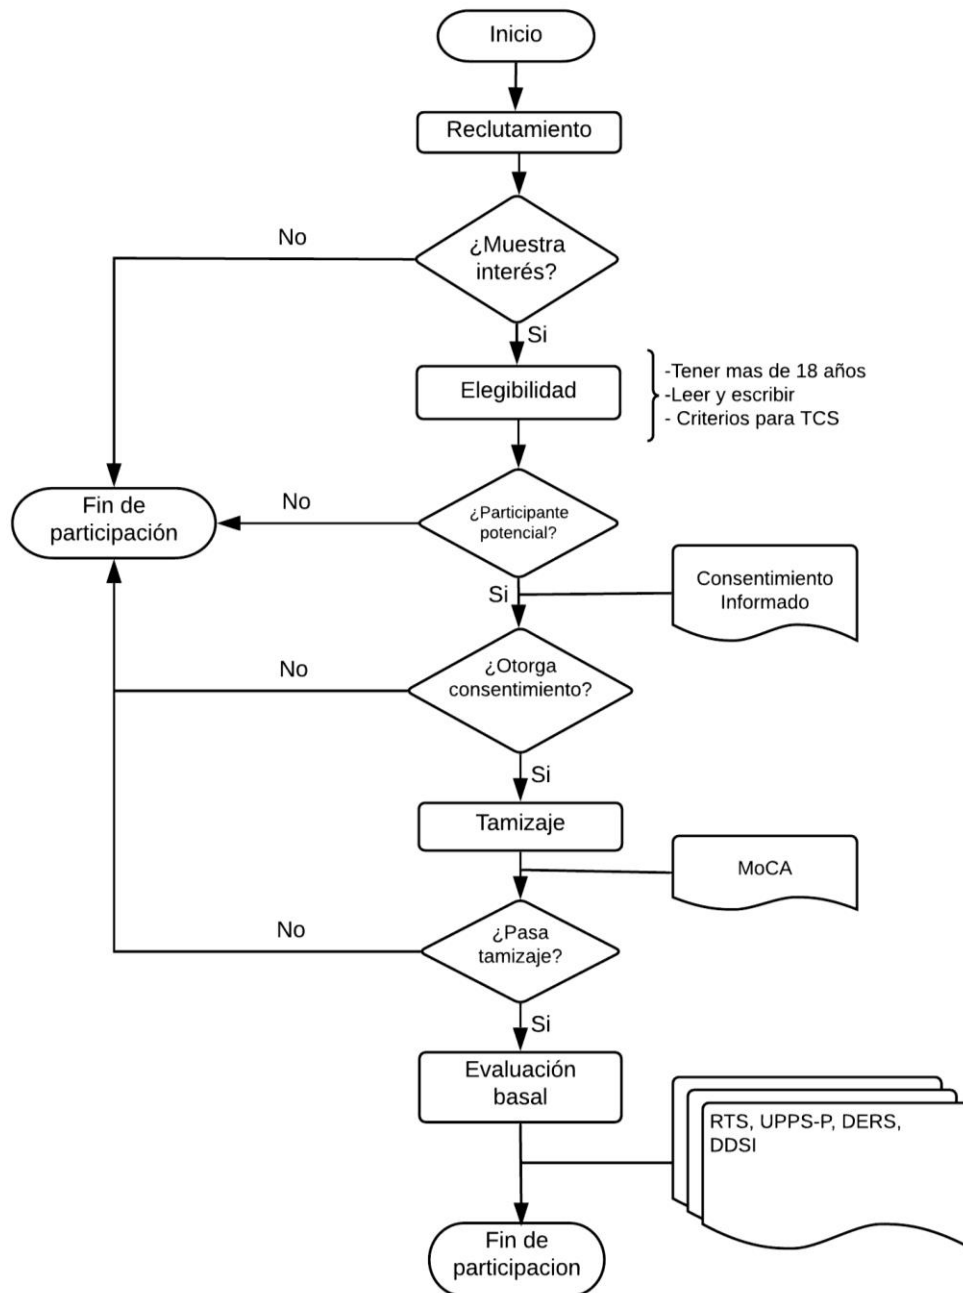 Inicio
Reclutamiento
No
¿Muestra
interés?
Si
Elegibilidad
-Tener mas de 18 años
-Leer y escribir
- Criterios para TCS
Fin de
participación
No
¿Participante
potencial?
Si
Consentimiento
Informado
No
¿Otorga
consentimiento?
Si
Tamizaje
MoCA
No
¿Pasa
tamizaje?
Si
Evaluación
basal
RTS, UPPS-P, DERS,
DDSI
Fin de
participacion